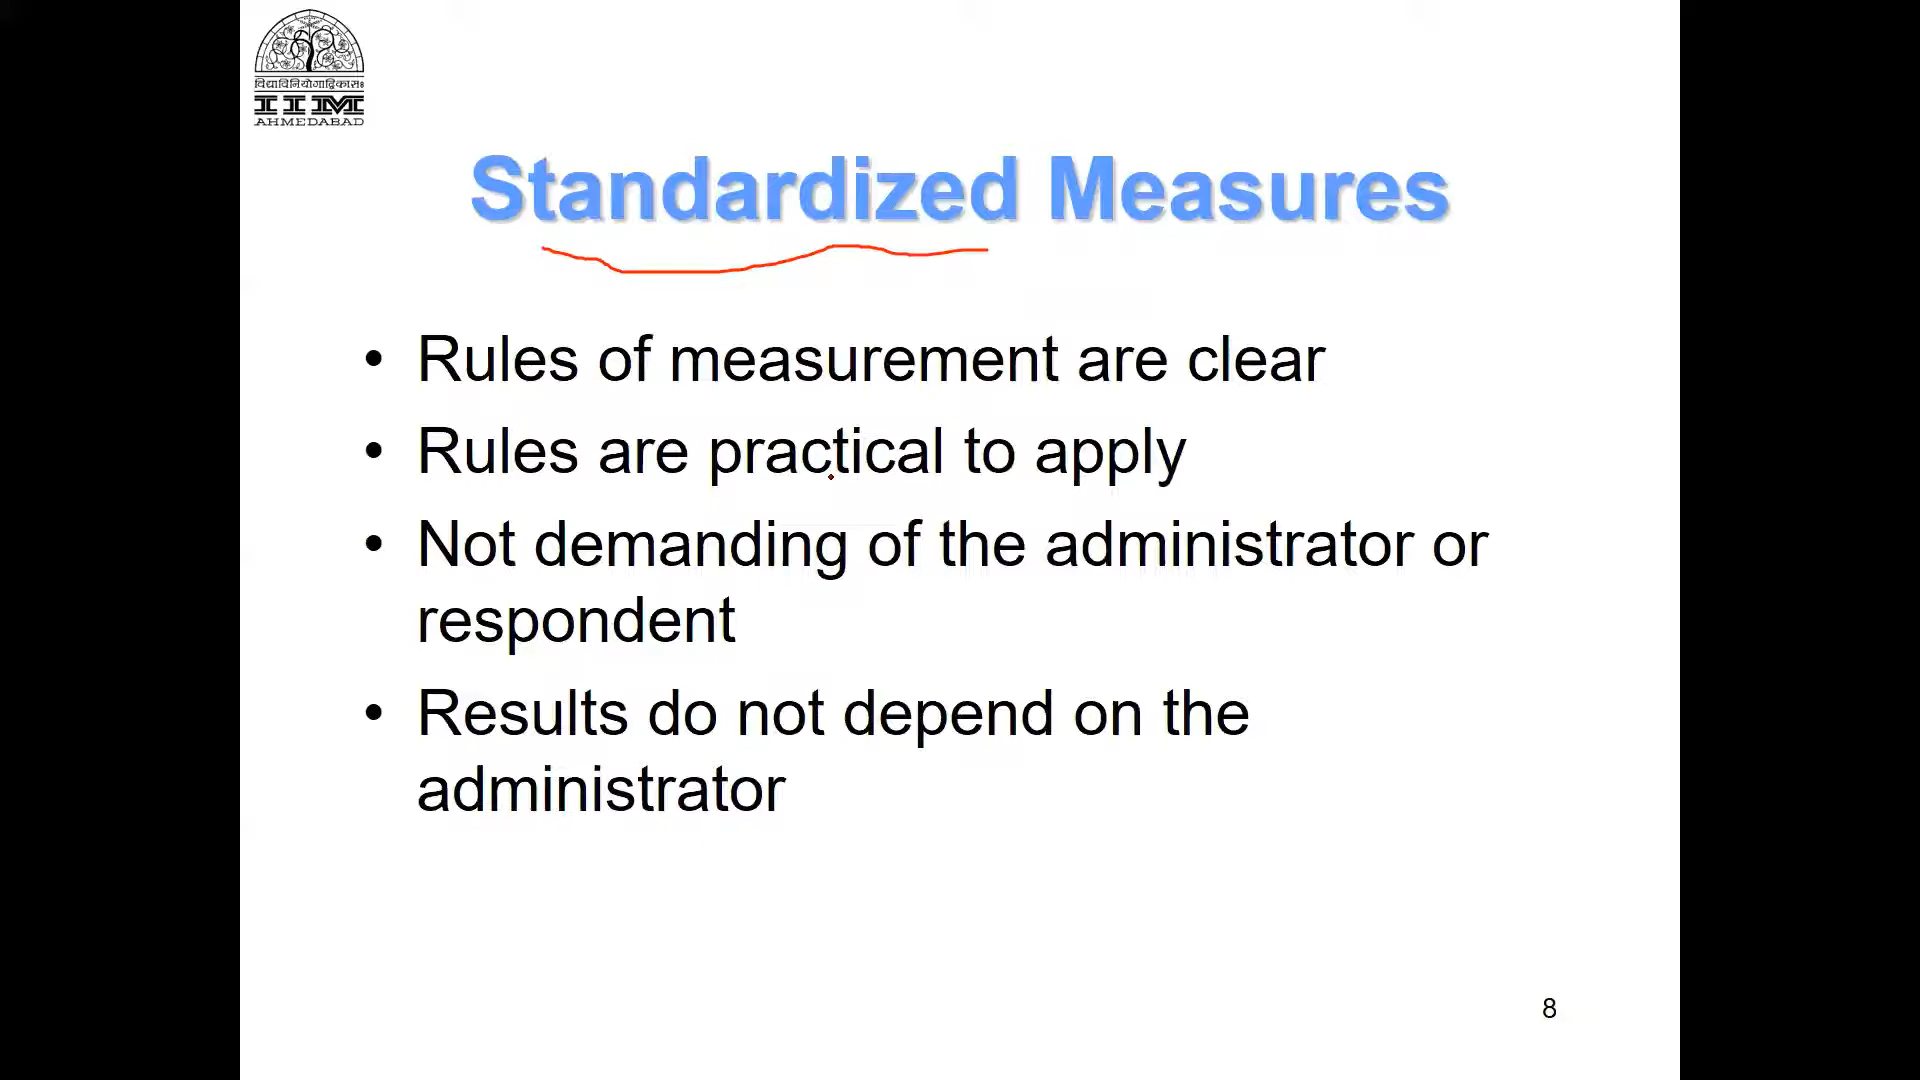 विद्याविनियोगाद्विकासः
IIM
AHMEDABAD
Standardized Measures
• Rules of measurement are clear
• Rules are practical to apply
• Not demanding of the administrator or
respondent
• Results do not depend on the
administrator
8